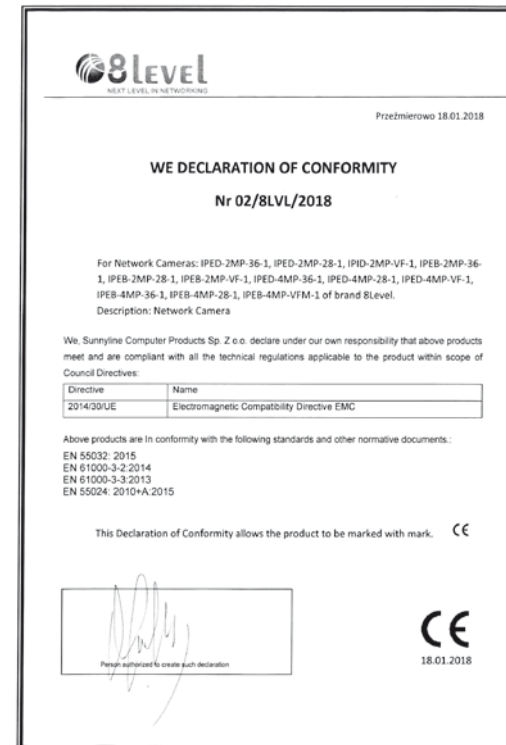 8LEVEL
NEXT LEVEL IN NETWORKING
Przeźmierowo 18.01.2018
WE DECLARATION OF CONFORMITY
Nr 02/8LVL/2018
For Network Cameras: IPED-2MP-36-1, IPED-2MP-28-1, IPID-2MP-VF-1, IPEB-2MP-36-
1, IPEB-2MP-28-1, IPEB-2MP-VF-1, IPED-4MP-36-1, IPED-4MP-28-1, IPED-4MP-VF-1,
IPEB-4MP-36-1, IPEB-4MP-28-1, IPEB-4MP-VFM-1 of brand 8Level.
Description: Network Camera
We, Sunnyline Computer Products Sp. Z o.o. declare under our own responsibility that above products
meet and are compliant with all the technical regulations applicable to the product within scope of
Council Directives:
Directive Name
2014/30/UE Electromagnetic Compatibility Directive EMC
Above products are In conformity with the following standards and other normative documents.:
EN 55032: 2015
EN 61000-3-2:2014
EN 61000-3-3:2013
EN 55024: 2010+A:2015
This Declaration of Conformity allows the product to be marked with mark. CE
Person authorized to create such declaration
CE
18.01.2018